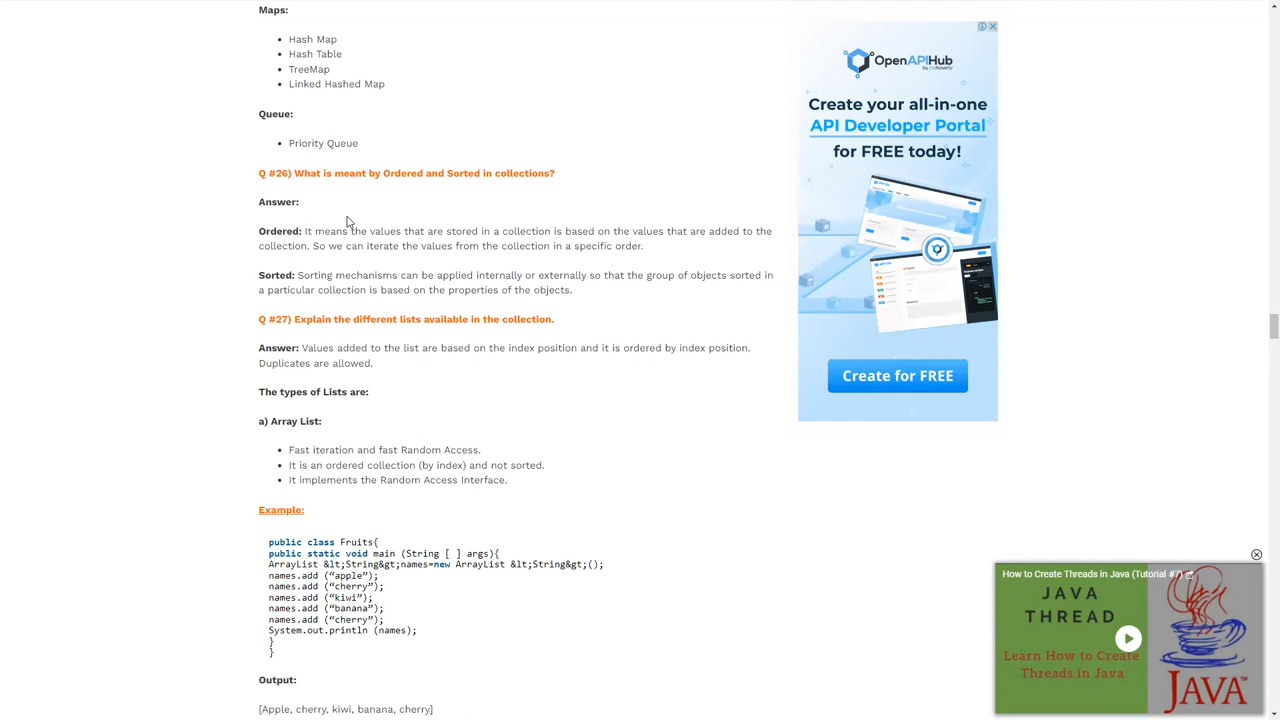 Maps:
Hash Map
Hash Table
TreeMap
Linked Hashed Map
Queue:
Priority Queue
Q #26) What is meant by Ordered and Sorted in collections?
Answer:
Ordered: It means the values that are stored in a collection is based on the values that are added to the
collection. So we can iterate the values from the collection in a specific order.
Sorted: Sorting mechanisms can be applied internally or externally so that the group of objects sorted in
a particular collection is based on the properties of the objects.
Q #27) Explain the different lists available in the collection.
Answer: Values added to the list are based on the index position and it is ordered by index position.
Duplicates are allowed.
The types of Lists are:
a) Array List:
Fast iteration and fast Random Access.
It is an ordered collection (by index) and not sorted.
It implements the Random Access Interface.
Example:
public class Fruits{
public static void main (String [ ] args){
ArrayList &lt;String&gt;names=new ArrayList &lt;String&gt;();
names.add (“apple”);
names.add (“cherry”);
names.add (“kiwi”);
names.add (“banana”);
names.add (“cherry”);
System.out.println (names);
}
}
Output:
[Apple, cherry, kiwi, banana, cherry]
OpenAPIHub
Create your all-in-one
API Developer Portal
for FREE today!
Create for FREE
How to Create Threads in Java (Tutorial #7)
JAVA
THREAD
Learn How to Create
Threads in Java
JAVA